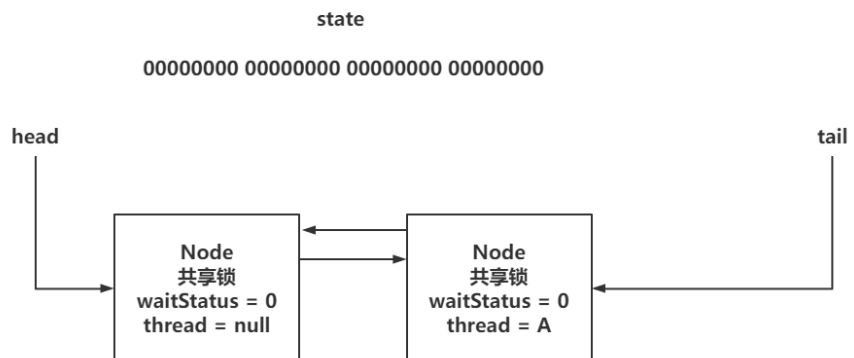 state
00000000 00000000 00000000 00000000
head
tail
Node
共享锁
waitStatus = 0
thread = null
Node
共享锁
waitStatus = 0
thread = A